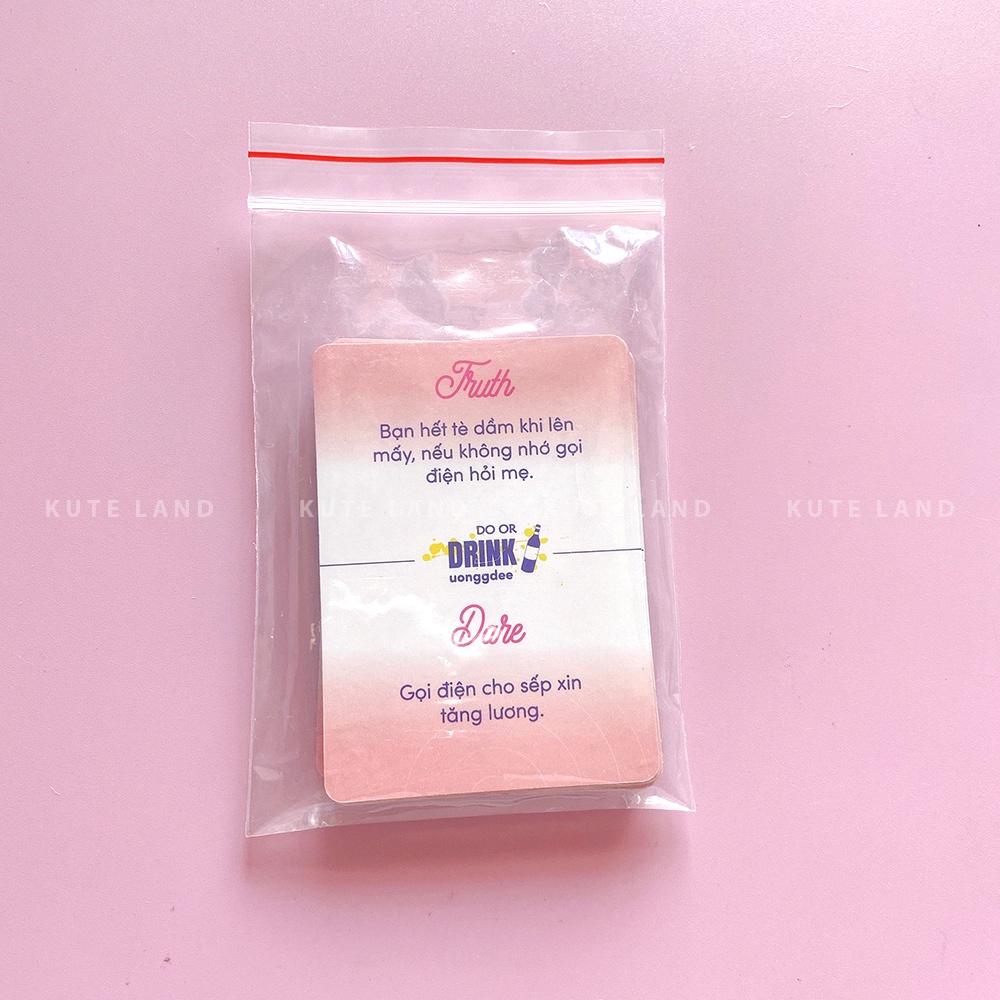 Truth
Bạn hết tè dầm khi lên
mấy, nếu không nhớ gọi
điện hỏi mẹ.
KUTE LAND KUTE LAND LAND KUTE LAND
DO OR
DRINK
uonggdee
Dare
Gọi điện cho sếp xin
tăng lương.